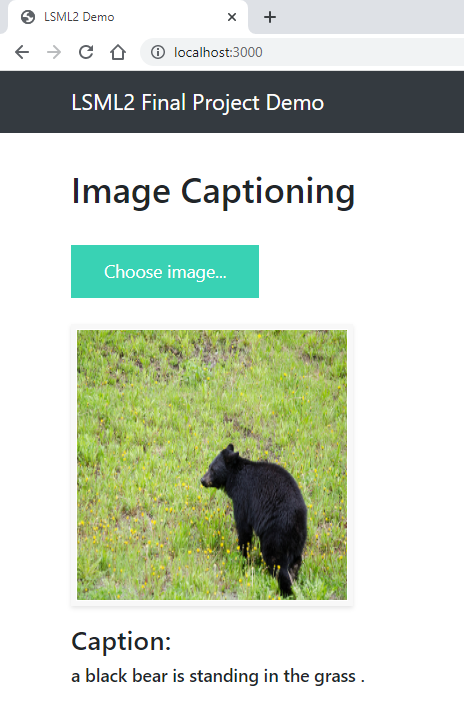 LSML2 Demo
localhost:3000
LSML2 Final Project Demo
Image Captioning
Choose image...
Caption:
a black bear is standing in the grass .